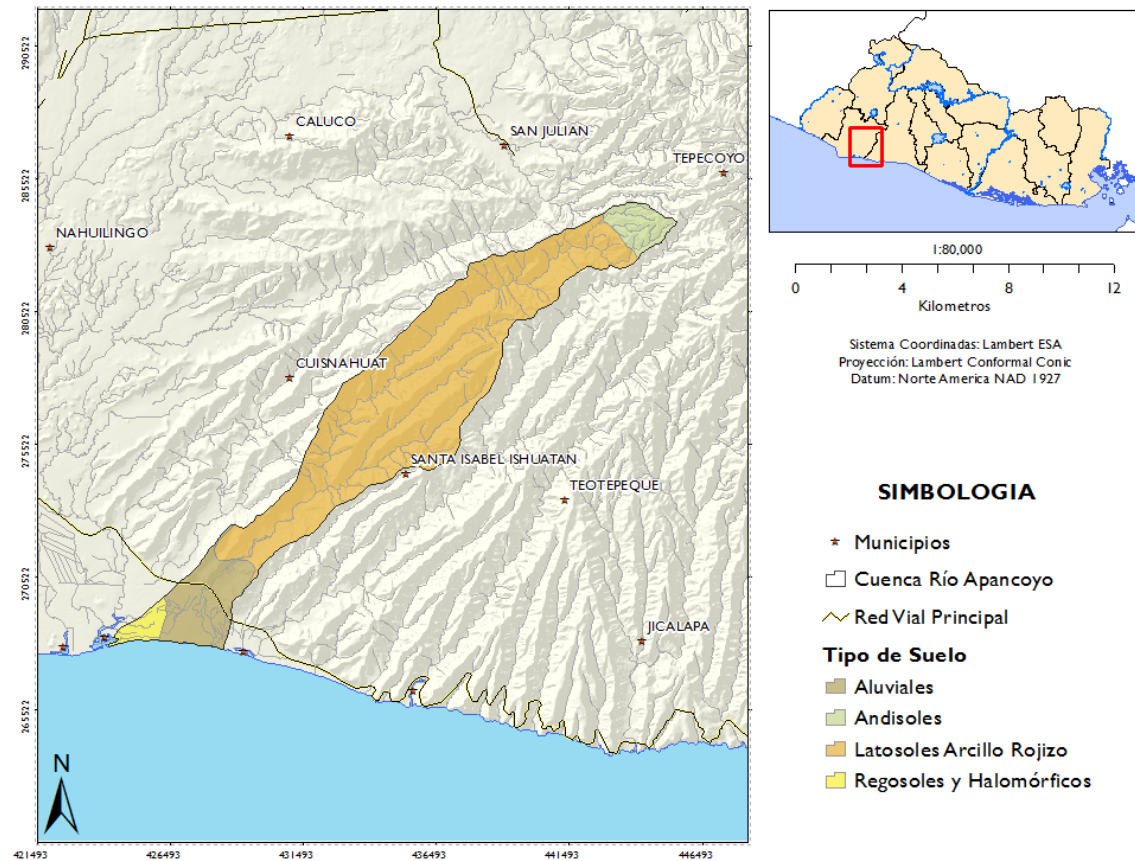 290522
285522
280522
275522
270522
265522
CALUCO
SAN JULIAN
TEPECOYO
NAHUILINGO
CUISNAHUAT
SANTA ISABEL ISHUATAN
TEOTEPEQUE
JICALAPA
N
421493
426493
431493
436493
441493
446493
1:80,000
0 4 8 12
Kilometros
Sistema Coordinadas: Lambert ESA
Proyección: Lambert Conformal Conic
Datum: Norte America NAD 1927
SIMBOLOGIA
Municipios
Cuenca Río Apancoyo
Red Vial Principal
Tipo de Suelo
Aluviales
Andisoles
Latosoles Arcillo Rojizo
Regosoles y Halomórficos